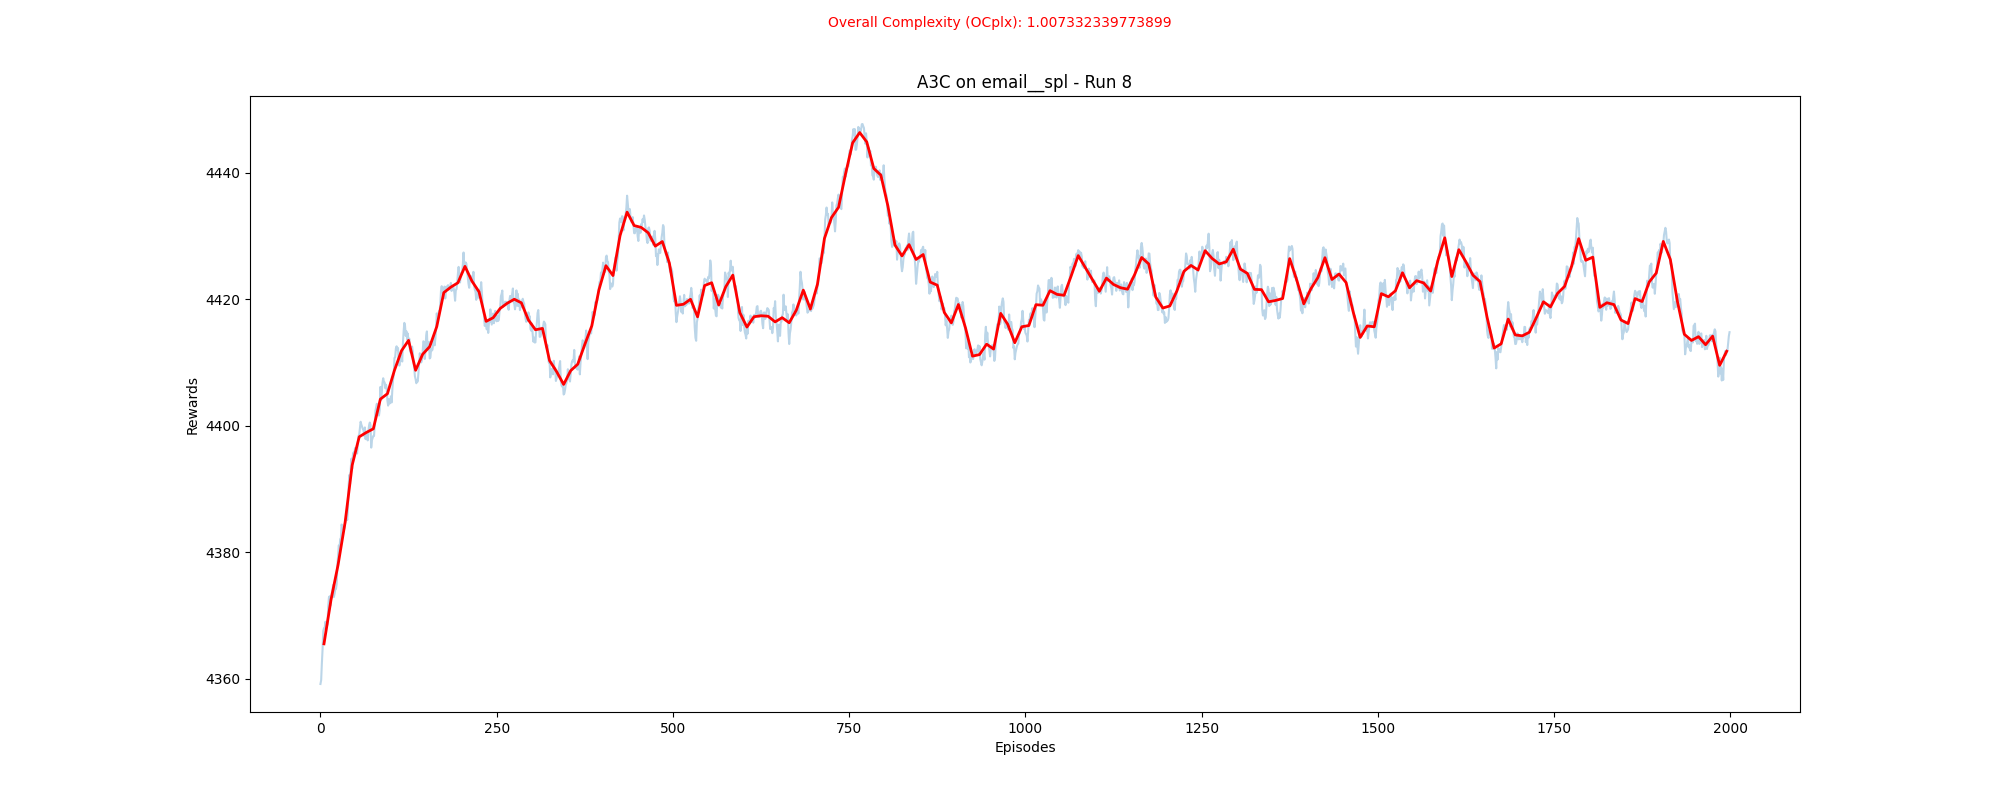 Overall Complexity (OCplx): 1.007332339773899
A3C on email__spl - Run 8
Rewards
4440
4420
4400
4380
4360
0 250 500 750 1000 1250 1500 1750 2000
Episodes